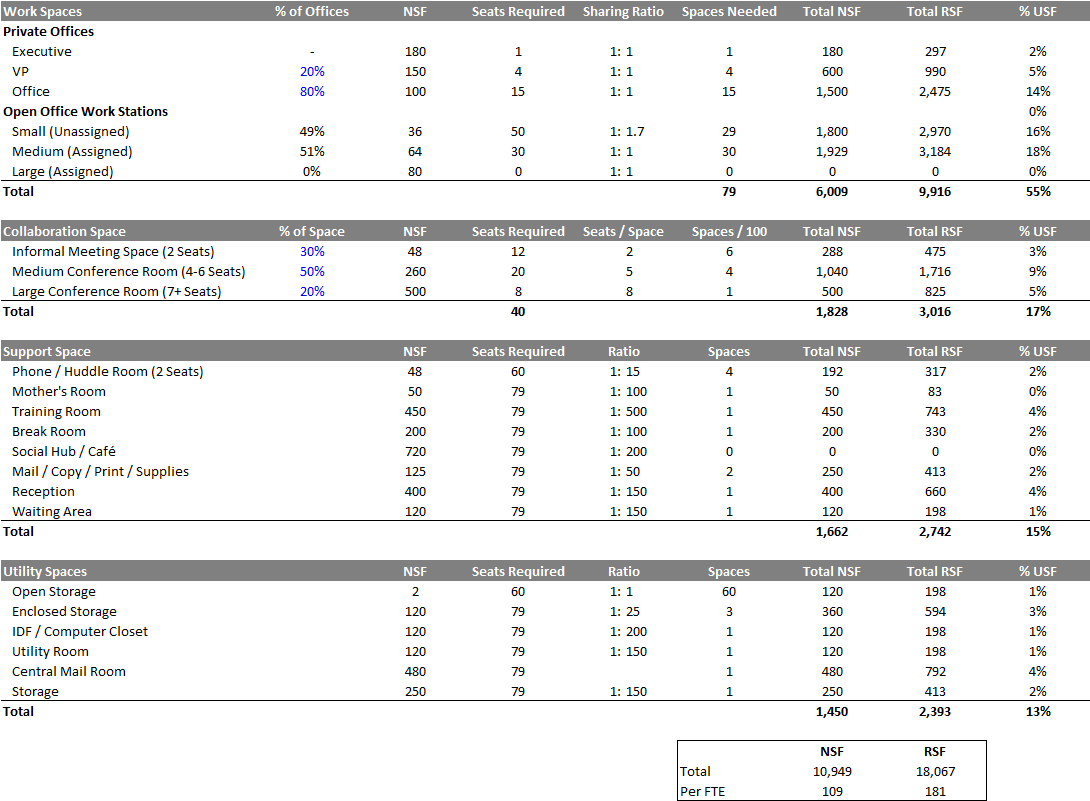 Work Spaces % of Offices NSF Seats Required Sharing Ratio Spaces Needed Total NSF Total RSF % USF
Private Offices
Executive - 180 1 1: 1 1 180 297 2%
VP 20% 150 4 1: 1 4 600 990 5%
Office 80% 100 15 1: 1 15 1,500 2,475 14%
Open Office Work Stations 0%
Small (Unassigned) 49% 36 50 1: 1.7 29 1,800 2,970 16%
Medium (Assigned) 51% 64 30 1: 1 30 1,929 3,184 18%
Large (Assigned) 0% 80 0 1: 1 0 0 0 0%
Total 79 6,009 9,916 55%
Collaboration Space % of Space NSF Seats Required Seats / Space Spaces / 100 Total NSF Total RSF % USF
Informal Meeting Space (2 Seats) 30% 48 12 2 6 288 475 3%
Medium Conference Room (4-6 Seats) 50% 260 20 5 4 1,040 1,716 9%
Large Conference Room (7+ Seats) 20% 500 8 8 1 500 825 5%
Total 40 1,828 3,016 17%
Support Space NSF Seats Required Ratio Spaces Total NSF Total RSF % USF
Phone / Huddle Room (2 Seats) 48 60 1: 15 4 192 317 2%
Mother's Room 50 79 1: 100 1 50 83 0%
Training Room 450 79 1: 500 1 450 743 4%
Break Room 200 79 1: 100 1 200 330 2%
Social Hub / Café 720 79 1: 200 0 0 0 0%
Mail / Copy / Print / Supplies 125 79 1: 50 2 250 413 2%
Reception 400 79 1: 150 1 400 660 4%
Waiting Area 120 79 1: 150 1 120 198 1%
Total 1,662 2,742 15%
Utility Spaces NSF Seats Required Ratio Spaces Total NSF Total RSF % USF
Open Storage 2 60 1: 1 60 120 198 1%
Enclosed Storage 120 79 1: 25 3 360 594 3%
IDF / Computer Closet 120 79 1: 200 1 120 198 1%
Utility Room 120 79 1: 150 1 120 198 1%
Central Mail Room 480 79 1 480 792 4%
Storage 250 79 1: 150 1 250 413 2%
Total 1,450 2,393 13%
NSF RSF
Total 10,949 18,067
Per FTE 109 181